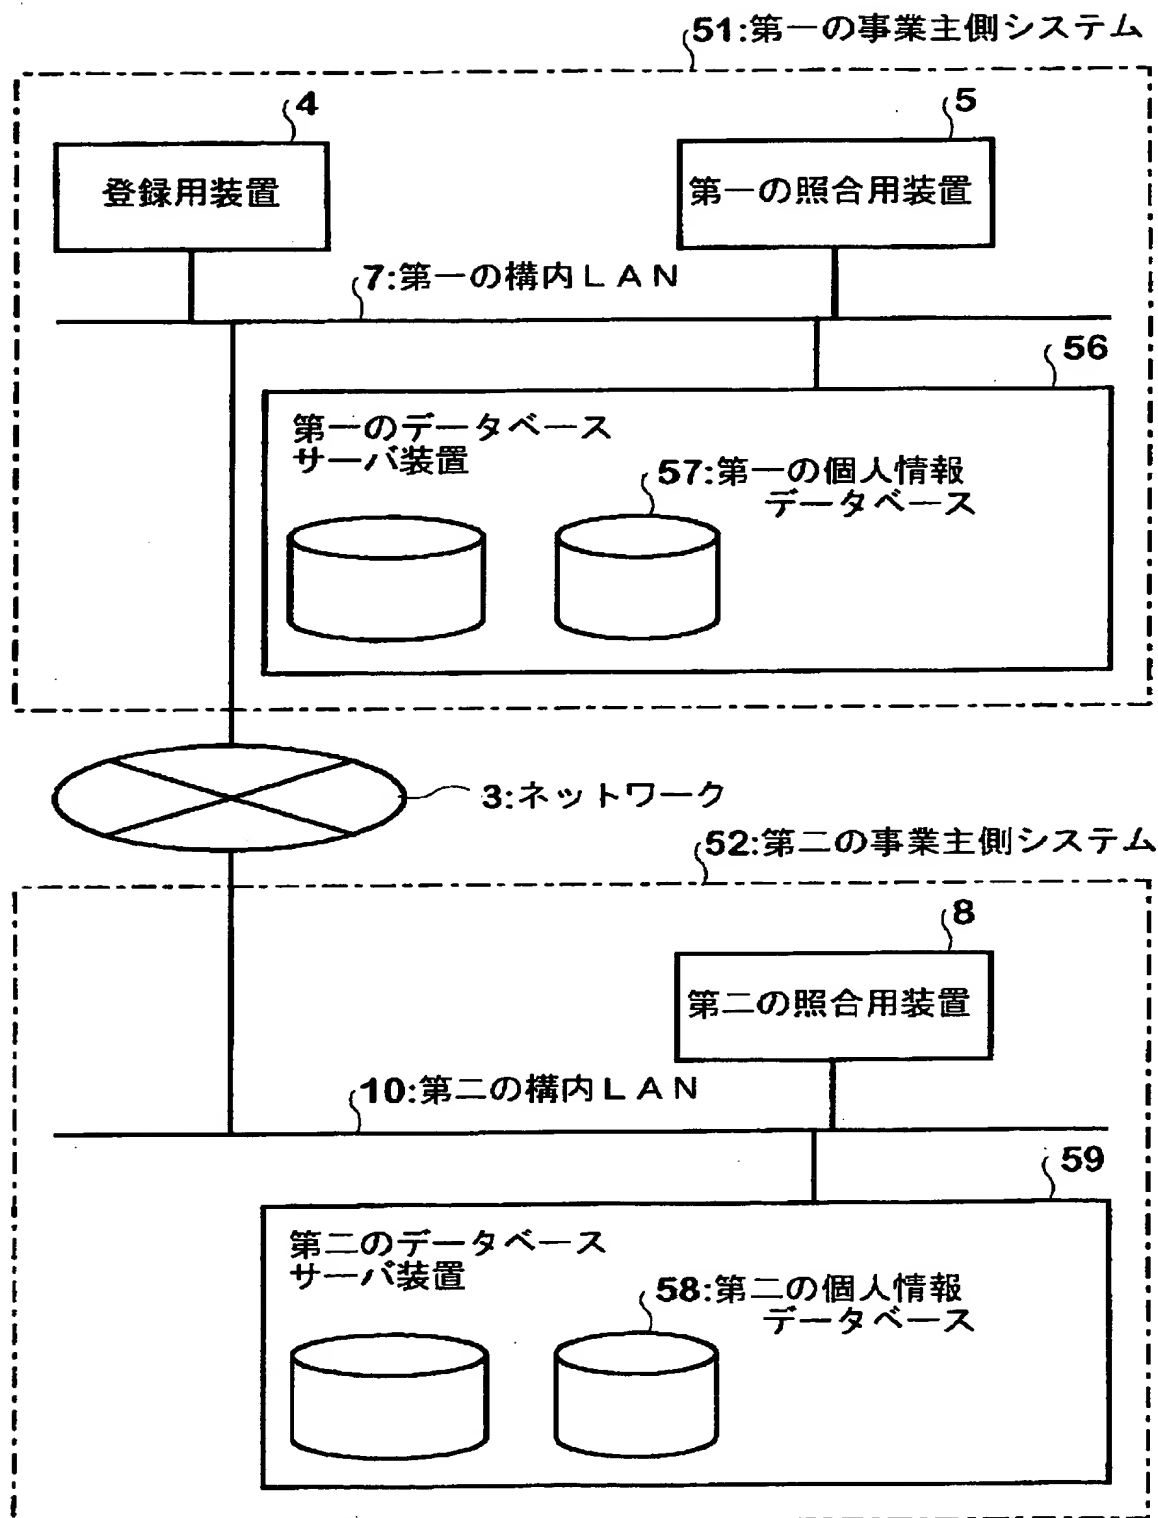 51:第一の事業主側システム
4
5
登録用装置
第一の照合用装置
7:第一の構内LAN
56
第一のデータベース
サーバ装置
57:第一の個人情報
データベース
3:ネットワーク
52:第二の事業主側システム
8
第二の照合用装置
10:第二の構内LAN
59
第二のデータベース
サーバ装置
58:第二の個人情報
データベース